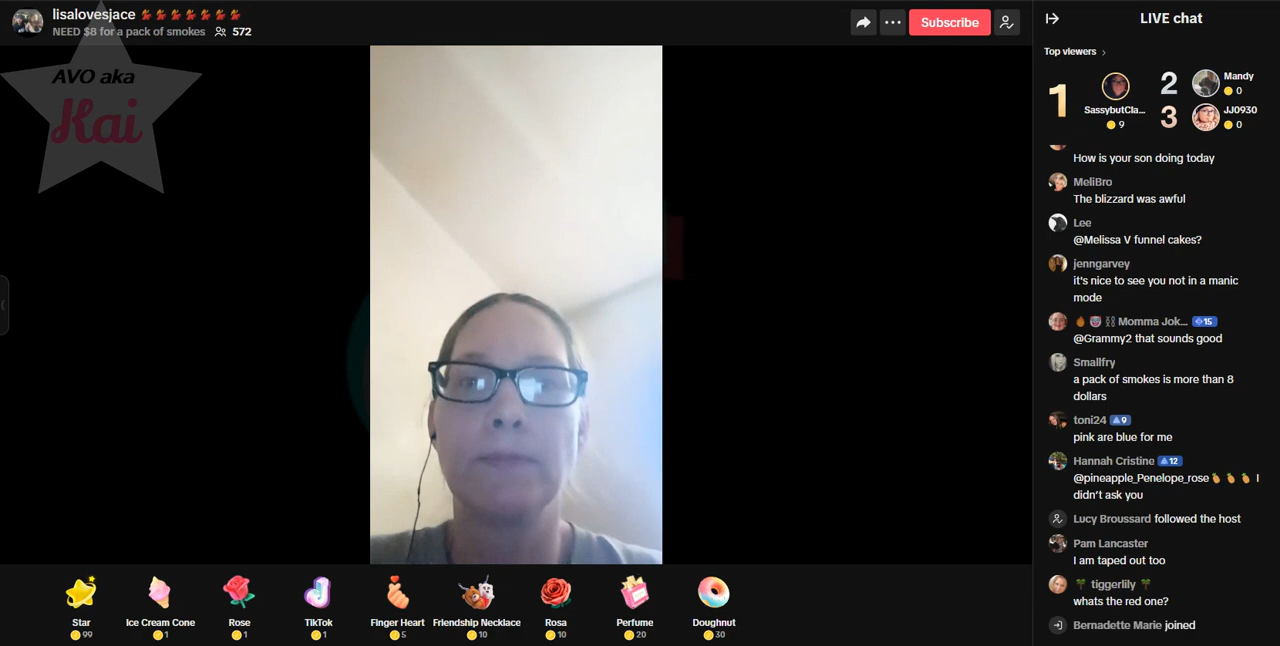 lisalovesjace
NEED $8 for a pack of smokes 572
Subscribe
LIVE chat
AVO aka
Kai
Top viewers
1
SassybutCla...
9
2
Mandy
0
3
JJ0930
0
How is your son doing today
MeliBro
The blizzard was awful
Lee
@Melissa V funnel cakes?
jenngarvey
it's nice to see you not in a manic
mode
Momma Jok... 15
@Grammy2 that sounds good
Smallfry
a pack of smokes is more than 8
dollars
toni24 9
pink are blue for me
Hannah Cristine 12
@pineapple_Penelope_rose🍍🍍🍍 I
didn't ask you
Lucy Broussard followed the host
Pam Lancaster
I am taped out too
tiggerlily
whats the red one?
Bernadette Marie joined
Star
99
Ice Cream Cone
1
Rose
1
TikTok
1
Finger Heart
5
Friendship Necklace
10
Rosa
10
Perfume
20
Doughnut
30